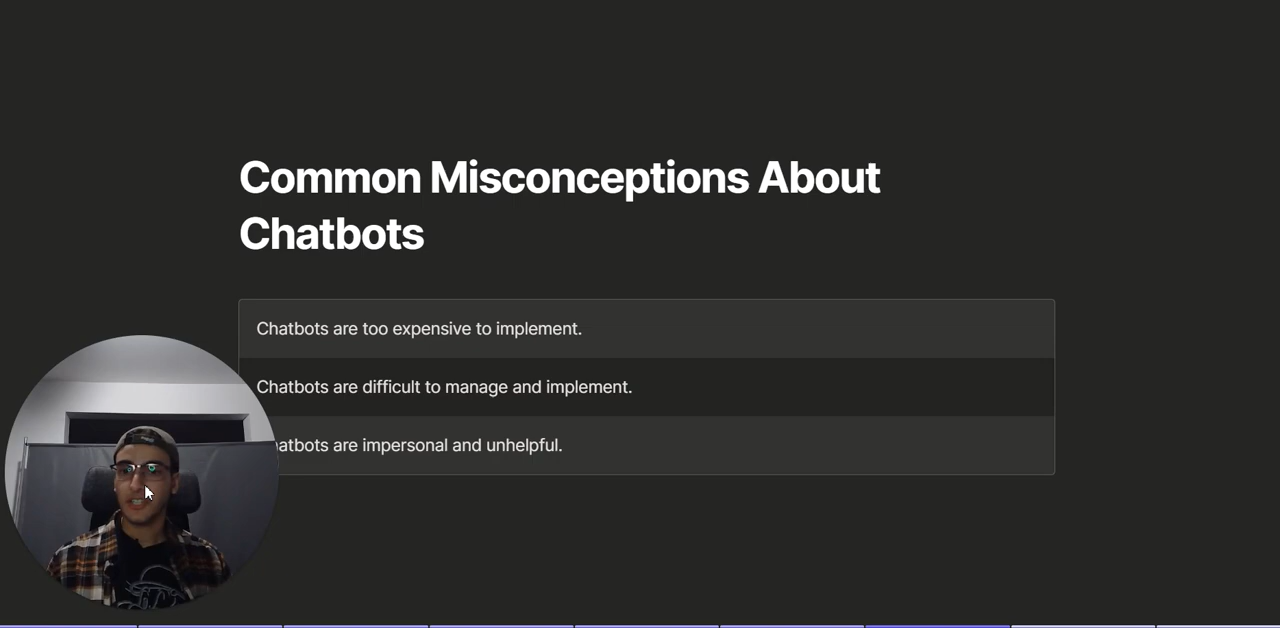 Common Misconceptions About
Chatbots
Chatbots are too expensive to implement.
Chatbots are difficult to manage and implement.
are impersonal and unhelpful.